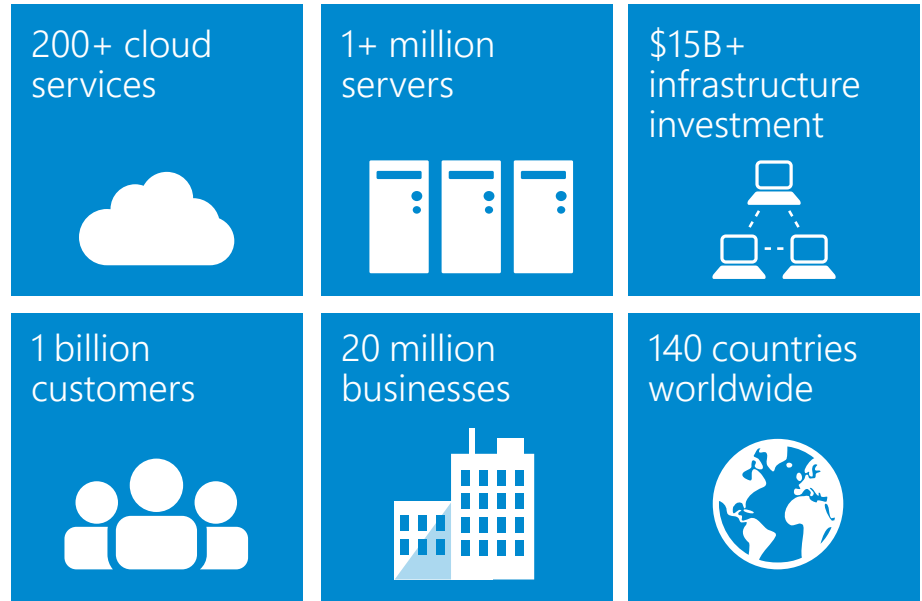 200+ cloud
services
1+ million
servers
$15B+
infrastructure
investment
1 billion
customers
20 million
businesses
140 countries
worldwide